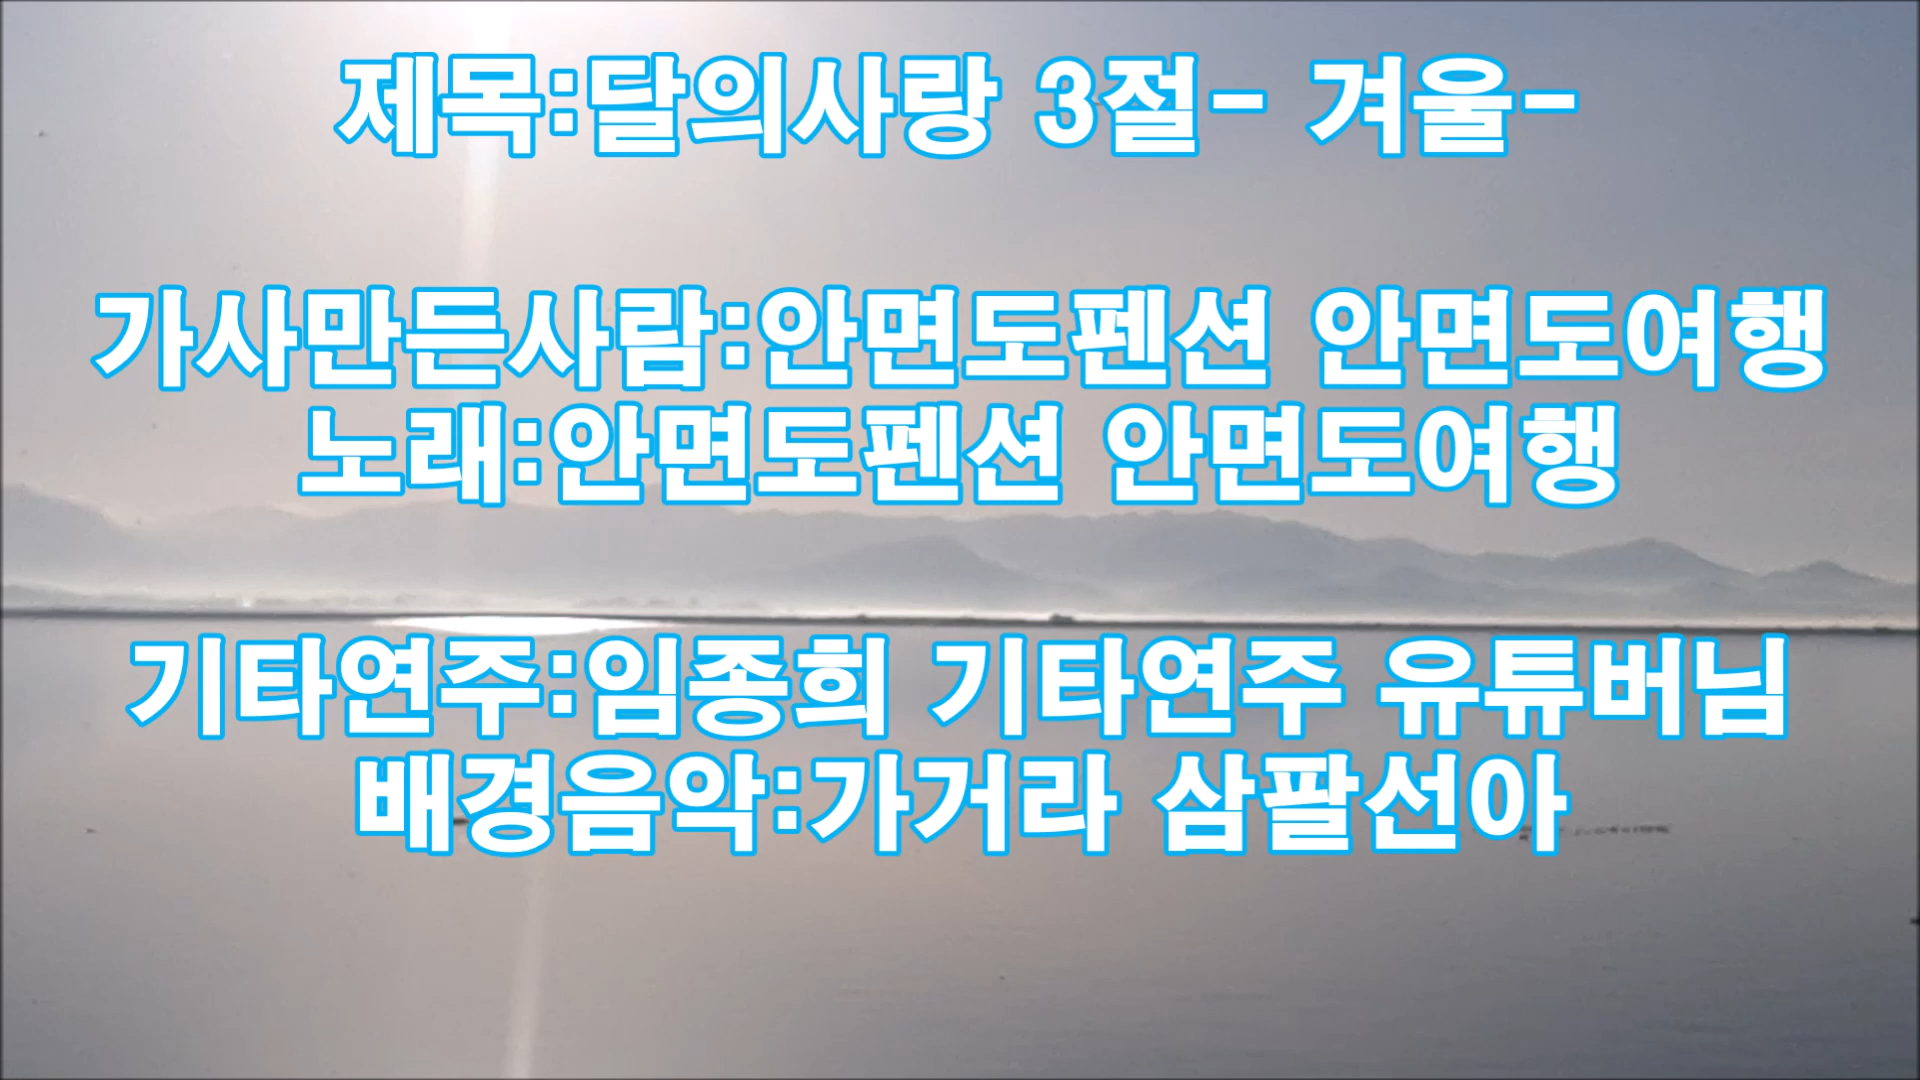 제목:달의사랑 3절- 겨울-
가사만든사람:안면도펜션 안면도여행
노래:안면도펜션 안면도여행
기타연주:임종희 기타연주 유튜버님
배경음악:가거라 삼팔선아